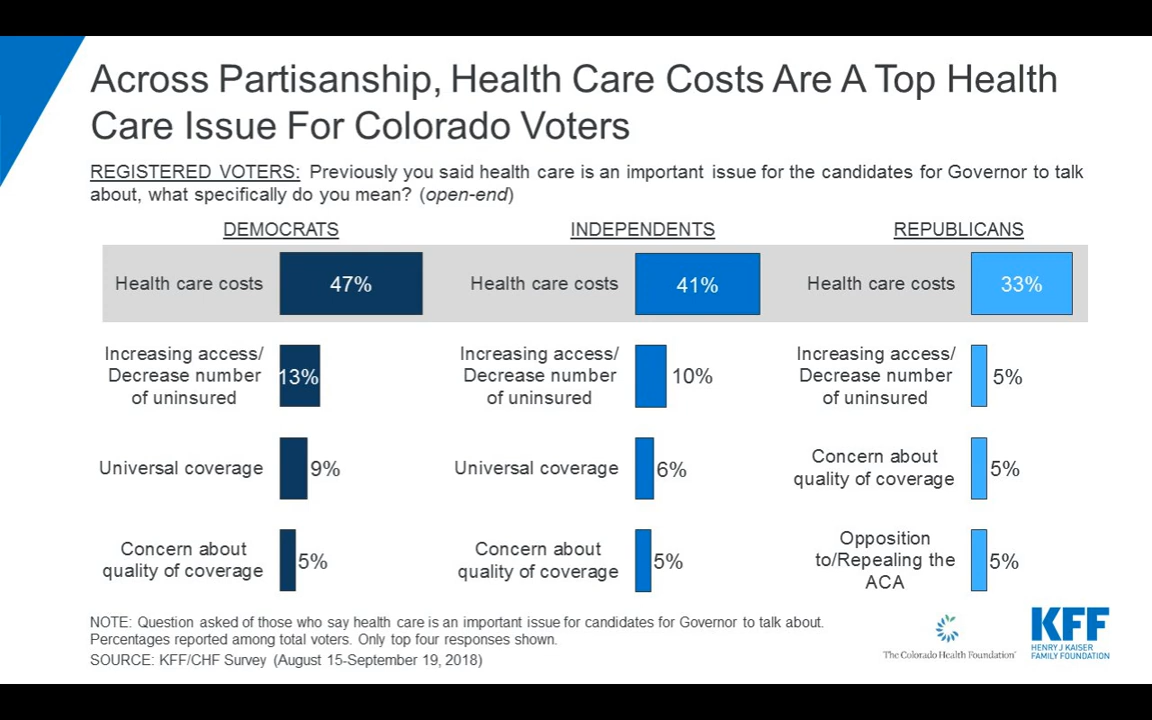 Across Partisanship, Health Care Costs Are A Top Health
Care Issue For Colorado Voters
REGISTERED VOTERS: Previously you said health care is an important issue for the candidates for Governor to talk
about, what specifically do you mean? (open-end)
DEMOCRATS
Health care costs
47%
Increasing access/
Decrease number
of uninsured
13%
Universal coverage
9%
Concern about
quality of coverage
5%
INDEPENDENTS
Health care costs
41%
Increasing access/
Decrease number
of uninsured
10%
Universal coverage
6%
Concern about
quality of coverage
5%
REPUBLICANS
Health care costs
33%
Increasing access/
Decrease number
of uninsured
5%
Concern about
quality of coverage
5%
Opposition
to/Repealing the
ACA
5%
NOTE: Question asked of those who say health care is an important issue for candidates for Governor to talk about.
Percentages reported among total voters. Only top four responses shown.
SOURCE: KFF/CHF Survey (August 15-September 19, 2018)
The Colorado Health Foundation
KFF
HENRY J KAISER
FAMILY FOUNDATION